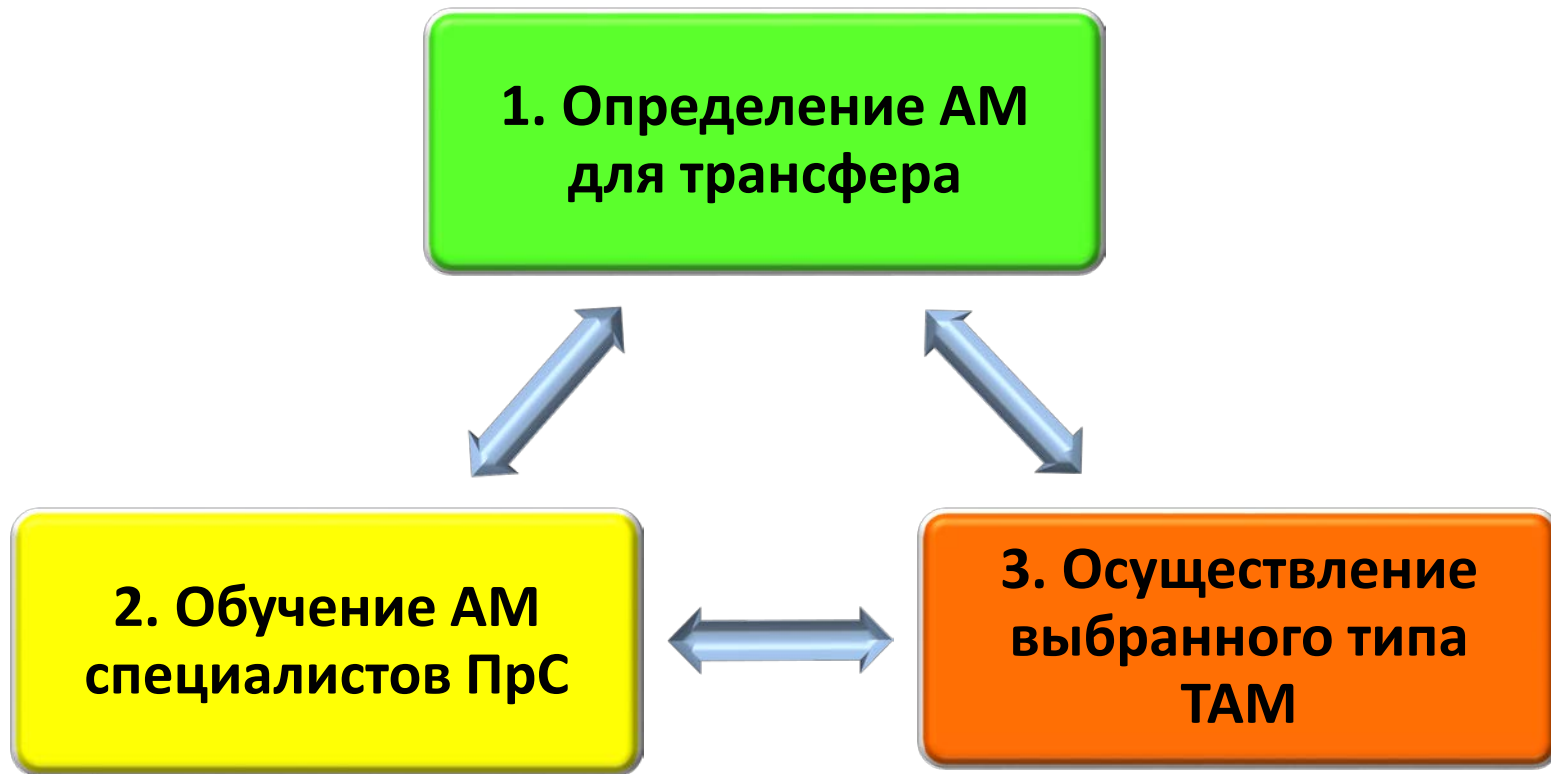 1. Определение АМ
для трансфера
2. Обучение АМ
специалистов ПрС
3. Осуществление
выбранного типа
ТАМ